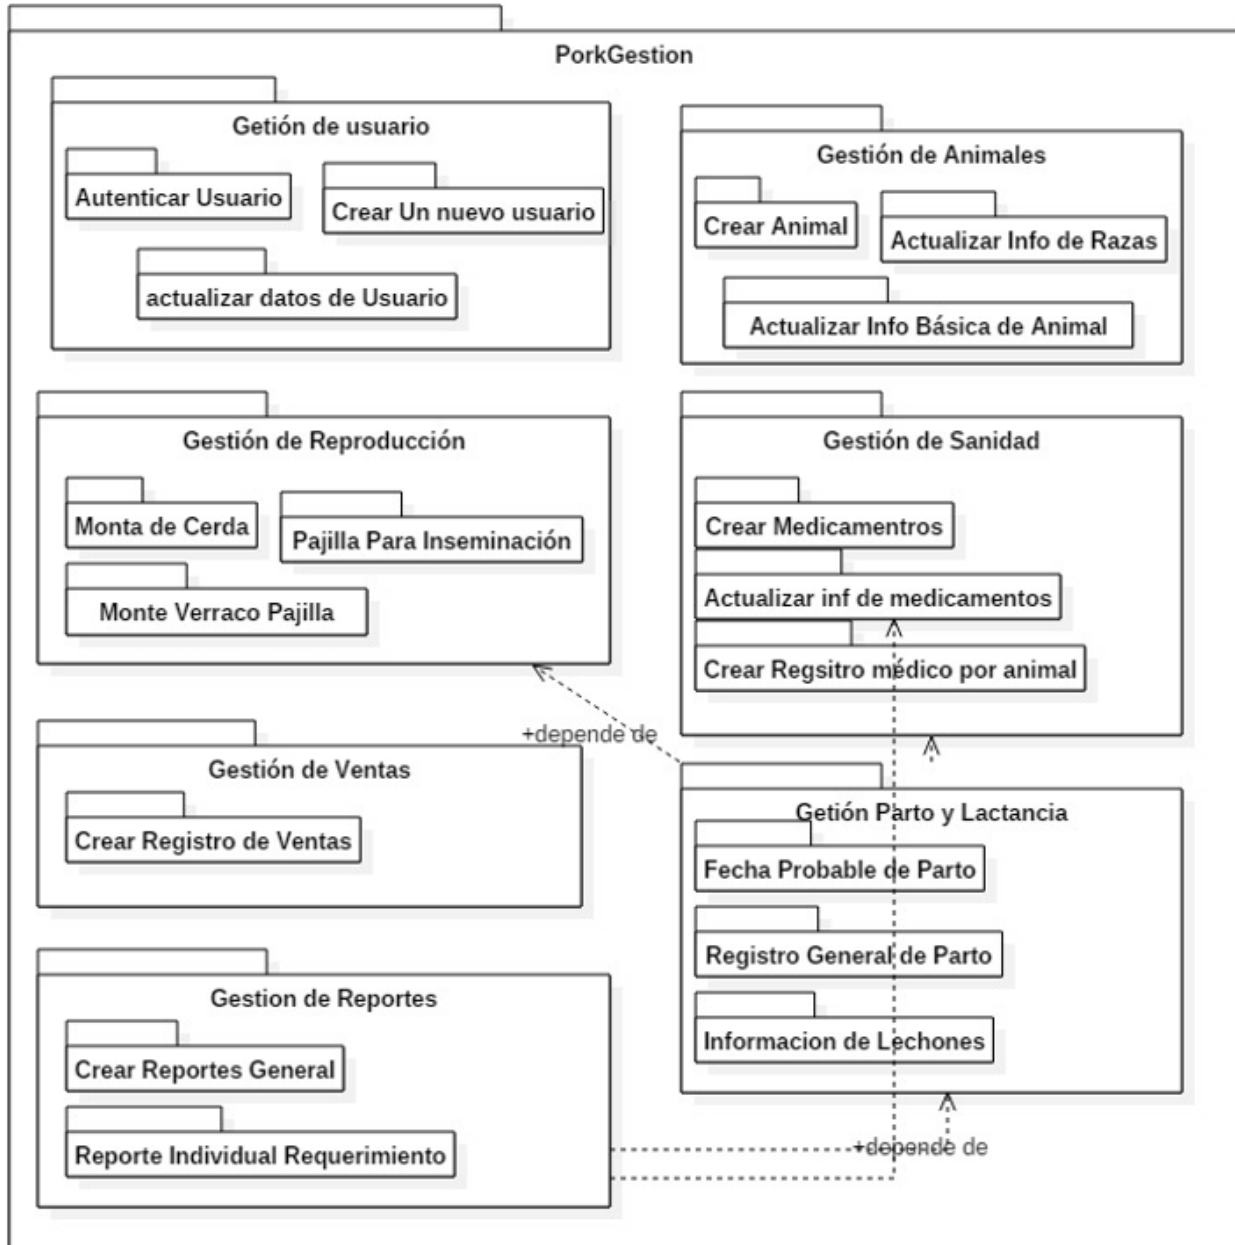 PorkGestion
Getión de usuario
Autenticar Usuario
Crear Un nuevo usuario
actualizar datos de Usuario
Gestión de Animales
Crear Animal
Actualizar Info de Razas
Actualizar Info Básica de Animal
Gestión de Reproducción
Monta de Cerda
Pajilla Para Inseminación
Monte Verraco Pajilla
Gestión de Sanidad
Crear Medicamentros
Actualizar inf de medicamentos
Crear Regsitro médico por animal
+depende de
Gestión de Ventas
Crear Registro de Ventas
Getión Parto y Lactancia
Fecha Probable de Parto
Registro General de Parto
Informacion de Lechones
Gestion de Reportes
Crear Reportes General
Reporte Individual Requerimiento
+depende de